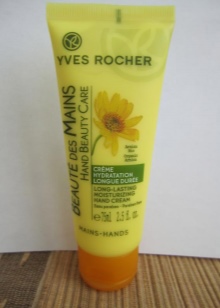 YVES ROCHER
BEAUTÉ DES MAINS
HAND BEAUTY CARE
CRÈME
HYDRATATION
LONGUE DURÉE
LONG-LASTING
MOISTURIZING
HAND CREAM
75ml 2.5 fl. oz.
MAINS-HANDS